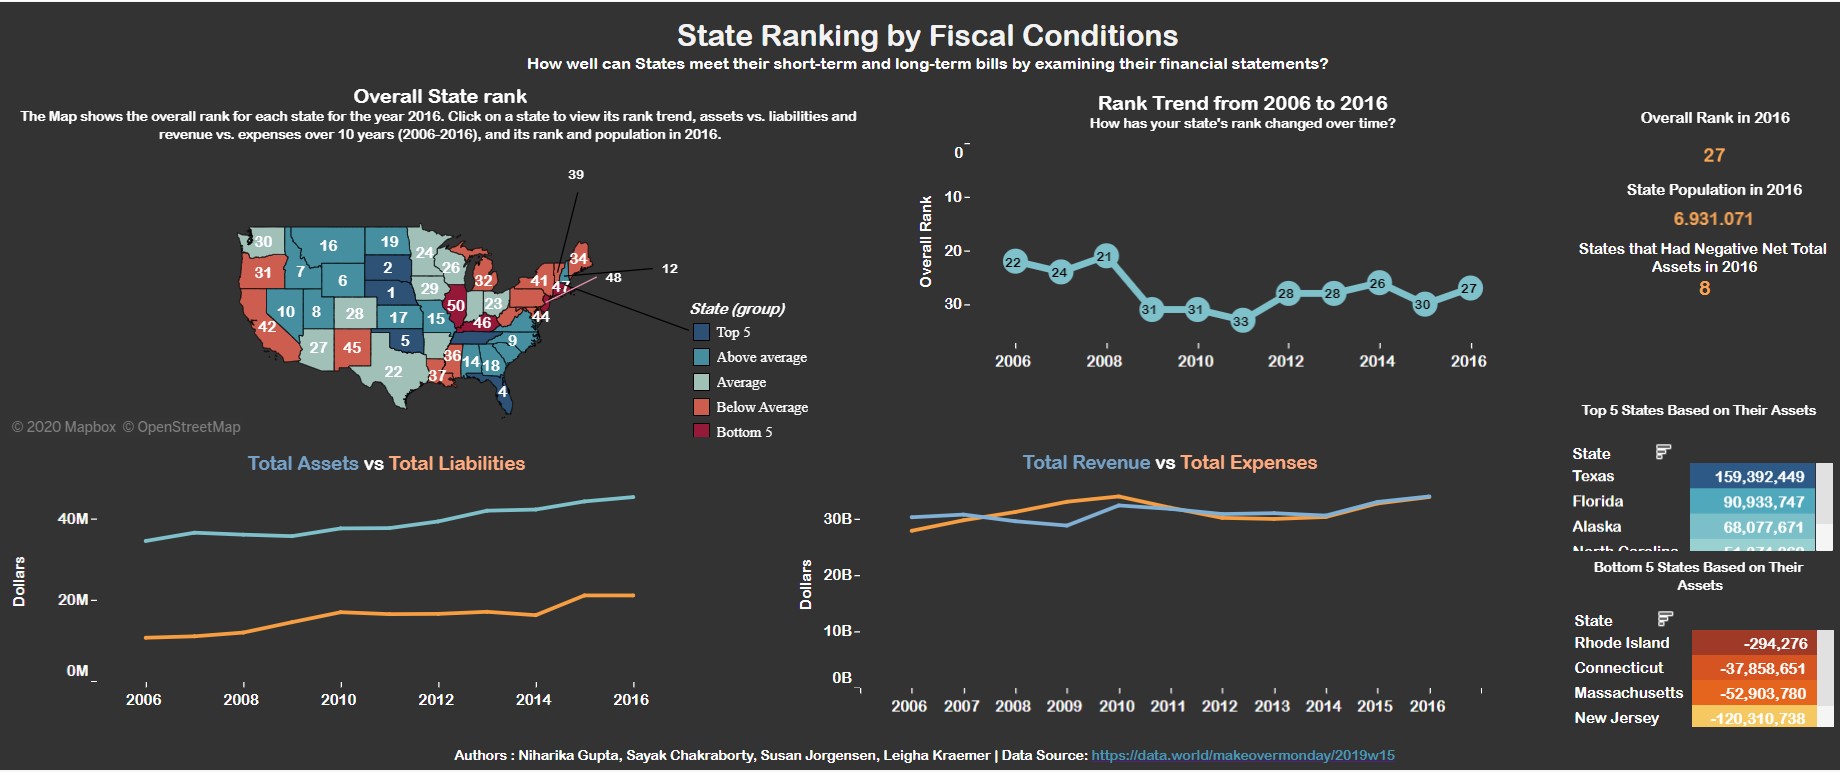 State Ranking by Fiscal Conditions
How well can States meet their short-term and long-term bills by examining their financial statements?
Overall State rank
The Map shows the overall rank for each state for the year 2016. Click on a state to view its rank trend, assets vs. liabilities and
revenue vs. expenses over 10 years (2006-2016), and its rank and population in 2016.
39
30
16
19
24
34
12
31
7
2
26
32
41
48
6
47
1
29
50
23
44
10
8
28
17
15
46
42
9
27
45
5
36
14
18
22
37
4
State (group)
Top 5
Above average
Average
Below Average
Bottom 5
© 2020 Mapbox © OpenStreetMap
Rank Trend from 2006 to 2016
How has your state's rank changed over time?
Overall Rank
0
10
20
30
22
24
21
31
31
33
28
28
26
30
27
2006
2008
2010
2012
2014
2016
Overall Rank in 2016
27
State Population in 2016
6.931.071
States that Had Negative Net Total
Assets in 2016
8
Total Assets vs Total Liabilities
Dollars
40M
20M
0M
2006
2008
2010
2012
2014
2016
Total Revenue vs Total Expenses
Dollars
30B
20B
10B
0B
2006
2007
2008
2009
2010
2011
2012
2013
2014
2015
2016
Top 5 States Based on Their Assets
State
Texas 159,392,449
Florida 90,933,747
Alaska 68,077,671
North Carolina
Bottom 5 States Based on Their
Assets
State
Rhode Island -294,276
Connecticut -37,858,651
Massachusetts -52,903,780
New Jersey -120,310,738
Authors : Niharika Gupta, Sayak Chakraborty, Susan Jorgensen, Leigha Kraemer | Data Source: https://data.world/makeovermonday/2019w15